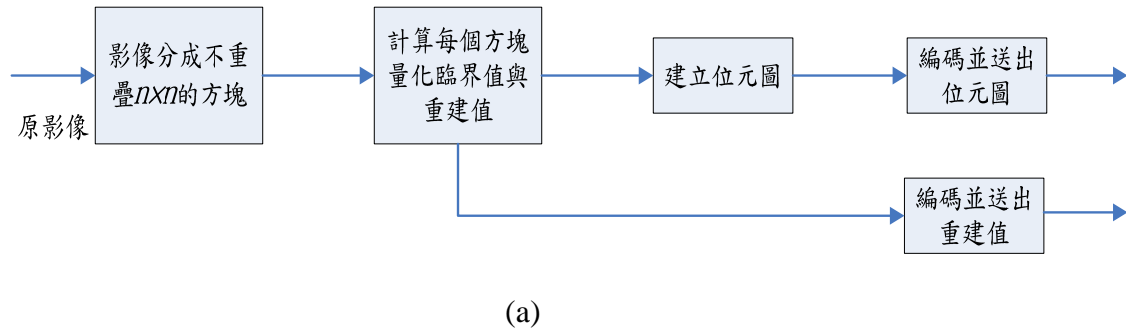 影像分成不重
疊nxn的方塊
計算每個方塊
量化臨界值與
重建值
建立位元圖
編碼並送出
位元圖
原影像
編碼並送出
重建值
(a)